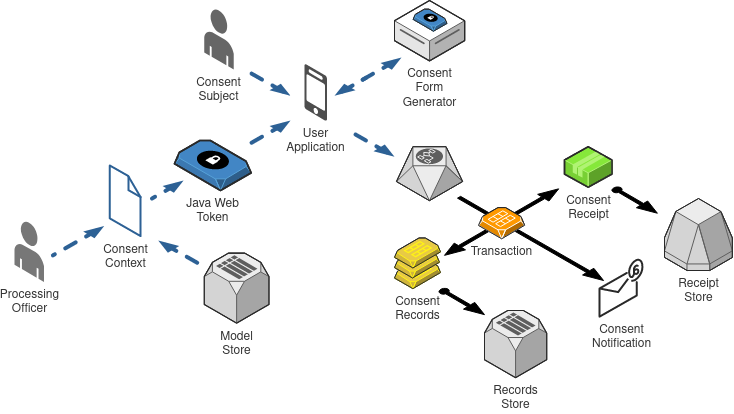 Consent
Subject
Consent
Form
Generator
User
Application
Java Web
Token
Consent
Context
Processing
Officer
Model
Store
Consent
Receipt
Transaction
Consent
Records
Receipt
Store
Consent
Notification
Records
Store